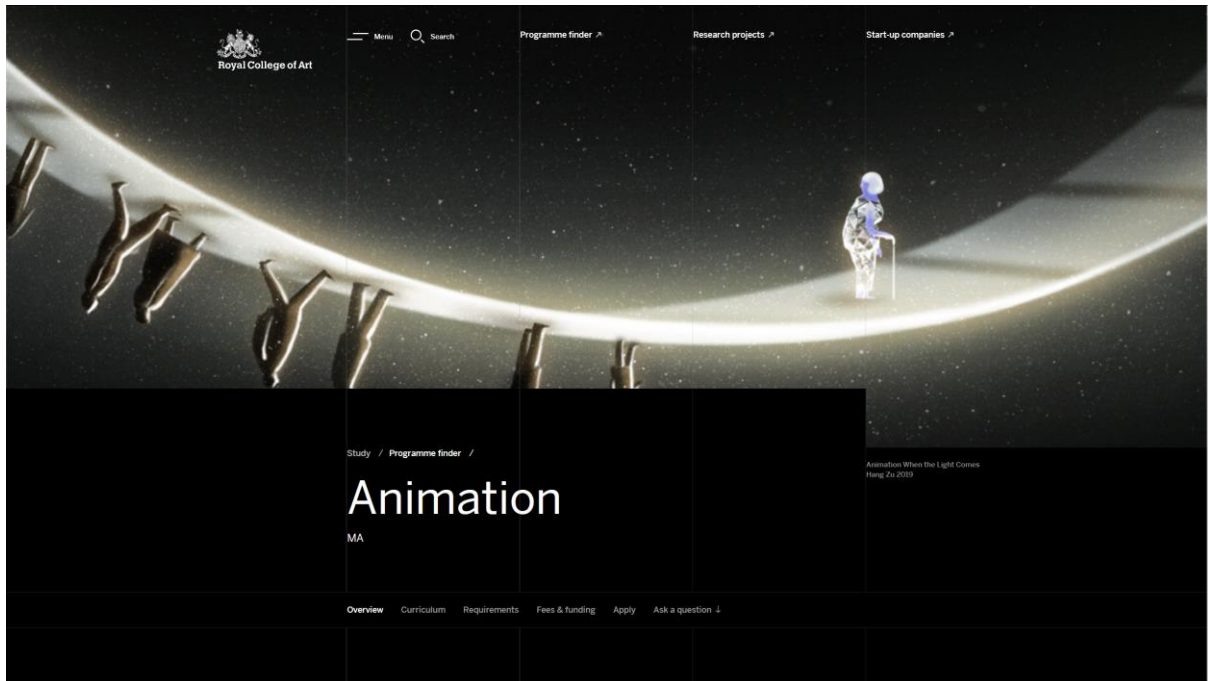 Royal College of Art
Menu
Search
Programme finder ↗
Research projects ↗
Start-up companies ↗
Study / Programme finder /
Animation
MA
Animation When the Light Comes
Hang Zu 2019
Overview Curriculum Requirements Fees & funding Apply Ask a question ↓